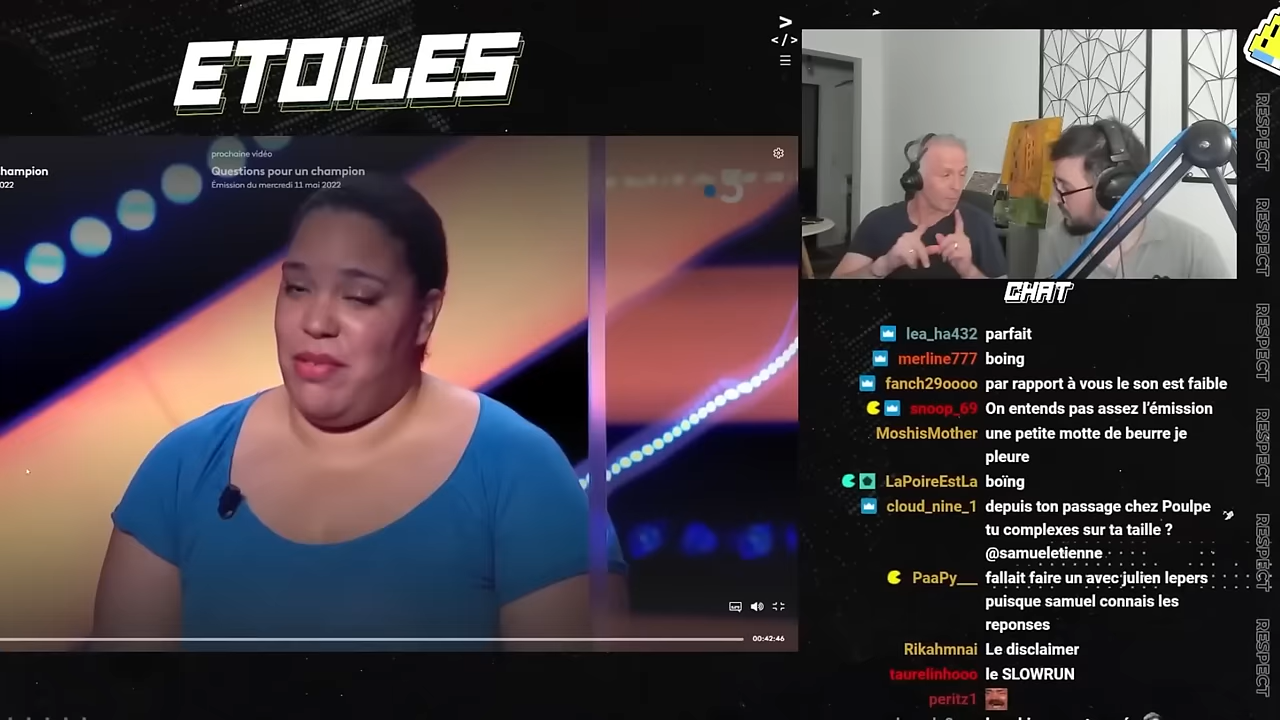 ETOILES
>
</>
hampion
022
prochaine vidéo
Questions pour un champion
Émission du mercredi 11 mai 2022
3
00:42:46
CHAT
lea_ha432 parfait
merline777 boing
fanch29oooo par rapport à vous le son est faible
snoop_69 On entends pas assez l'émission
MoshisMother une petite motte de beurre je
pleure
LaPoireEstLa boïng
cloud_nine_1 depuis ton passage chez Poulpe
tu complexes sur ta taille ?
@samueletienne
PaaPy___ fallait faire un avec julien lepers
puisque samuel connais les
reponses
Rikahmnai Le disclaimer
taurelinhooo le SLOWRUN
peritz1
RESPECT
RESPECT
RESPECT
RESPECT
RESPECT
RESPECT